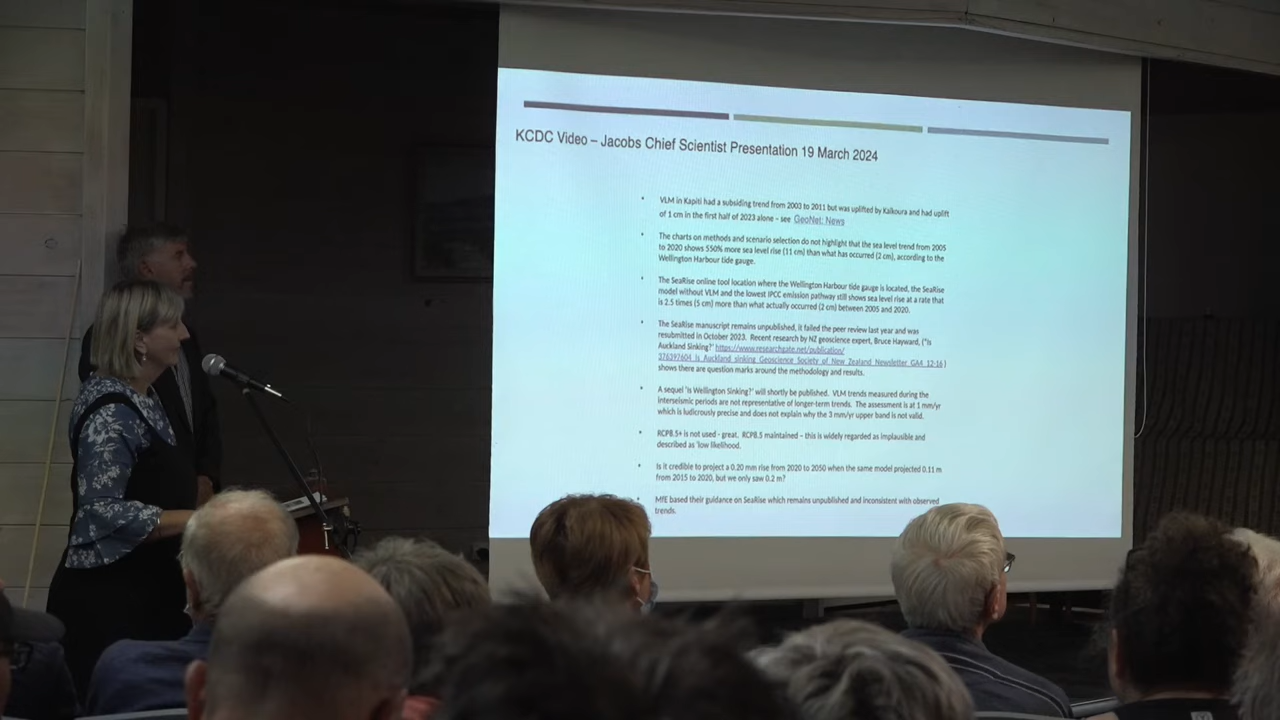 KCDC Video – Jacobs Chief Scientist Presentation 19 March 2024
• VLM in Kapiti had a subsiding trend from 2003 to 2011 but was uplifted by Kaikoura and had uplift
of 1 cm in the first half of 2023 alone – see GeoNet: News
• The charts on methods and scenario selection do not highlight that the sea level trend from 2005
to 2020 shows 550% more sea level rise (11 cm) than what has occurred (2 cm), according to the
Wellington Harbour tide gauge.
• The SeaRise online tool location where the Wellington Harbour tide gauge is located, the SeaRise
model without VLM and the lowest IPCC emission pathway still shows sea level rise at a rate that
is 2.5 times (5 cm) more than what actually occurred (2 cm) between 2005 and 2020.
• The SeaRise manuscript remains unpublished, it failed the peer review last year and was
resubmitted in October 2023. Recent research by NZ geoscience expert, Bruce Hayward, ("Is
Auckland Sinking?' https://www.researchgate.net/publication/
376397604_Is_Auckland_sinking_Geoscience_Society_of_New_Zealand_Newsletter_GA4_12-16)
shows there are question marks around the methodology and results.
• A sequel 'Is Wellington Sinking?' will shortly be published. VLM trends measured during the
interseismic periods are not representative of longer-term trends. The assessment is at 1 mm/yr
which is ludicrously precise and does not explain why the 3 mm/yr upper band is not valid.
• RCP8.5+ is not used - great, RCP8.5 maintained – this is widely regarded as implausible and
described as 'low likelihood.
• Is it credible to project a 0.20 mm rise from 2020 to 2050 when the same model projected 0.11 m
from 2015 to 2020, but we only saw 0.2 m?
• MfE based their guidance on SeaRise which remains unpublished and inconsistent with observed
trends.